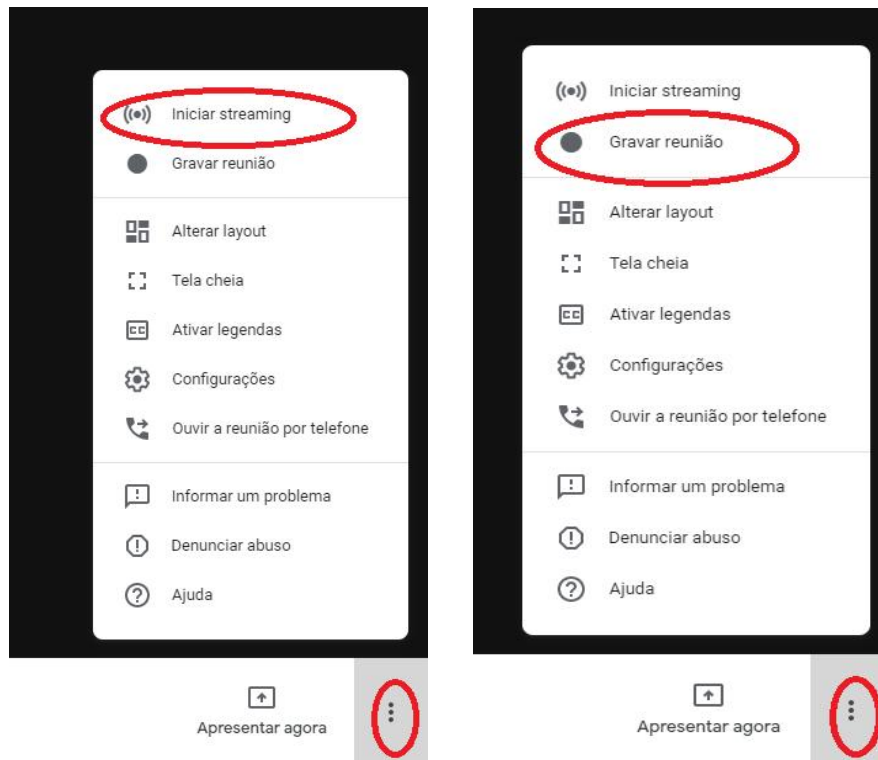 Iniciar streaming
Gravar reunião
Alterar layout
Tela cheia
Ativar legendas
Configurações
Ouvir a reunião por telefone
Informar um problema
Denunciar abuso
Ajuda
Apresentar agora
Iniciar streaming
Gravar reunião
Alterar layout
Tela cheia
Ativar legendas
Configurações
Ouvir a reunião por telefone
Informar um problema
Denunciar abuso
Ajuda
Apresentar agora